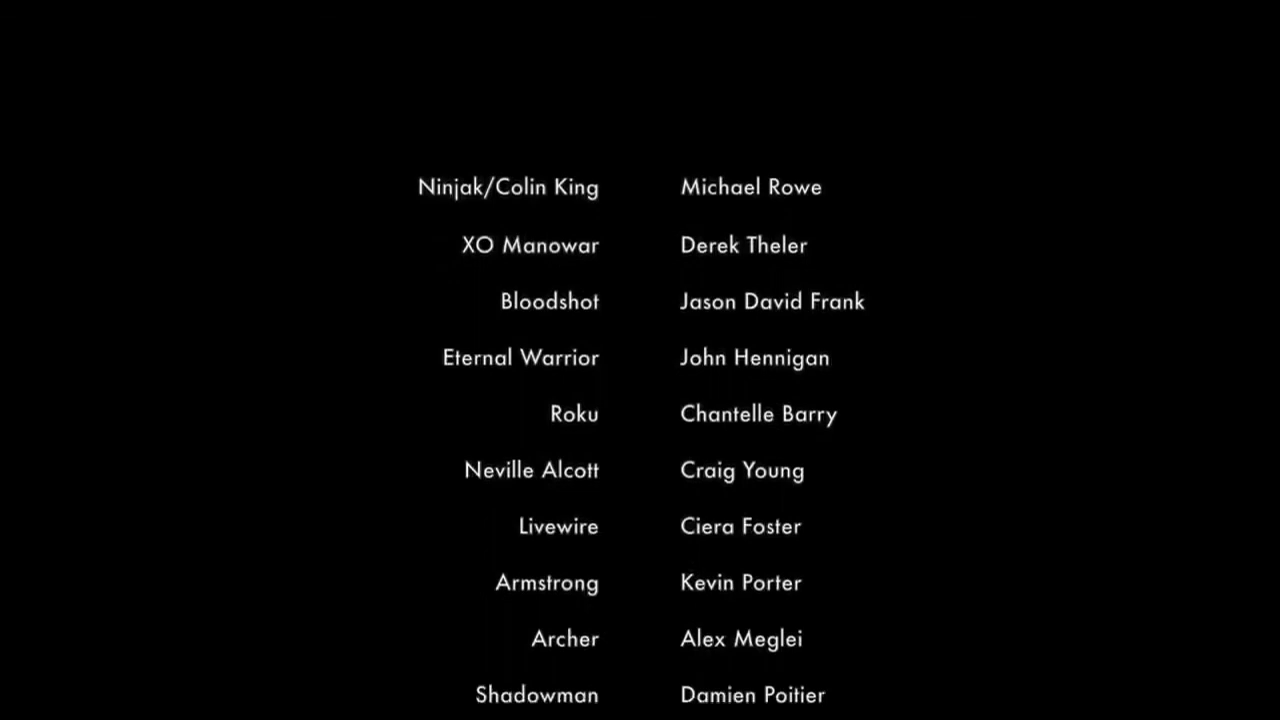 Ninjak/Colin King Michael Rowe
XO Manowar Derek Theler
Bloodshot Jason David Frank
Eternal Warrior John Hennigan
Roku Chantelle Barry
Neville Alcott Craig Young
Livewire Ciera Foster
Armstrong Kevin Porter
Archer Alex Meglei
Shadowman Damien Poitier